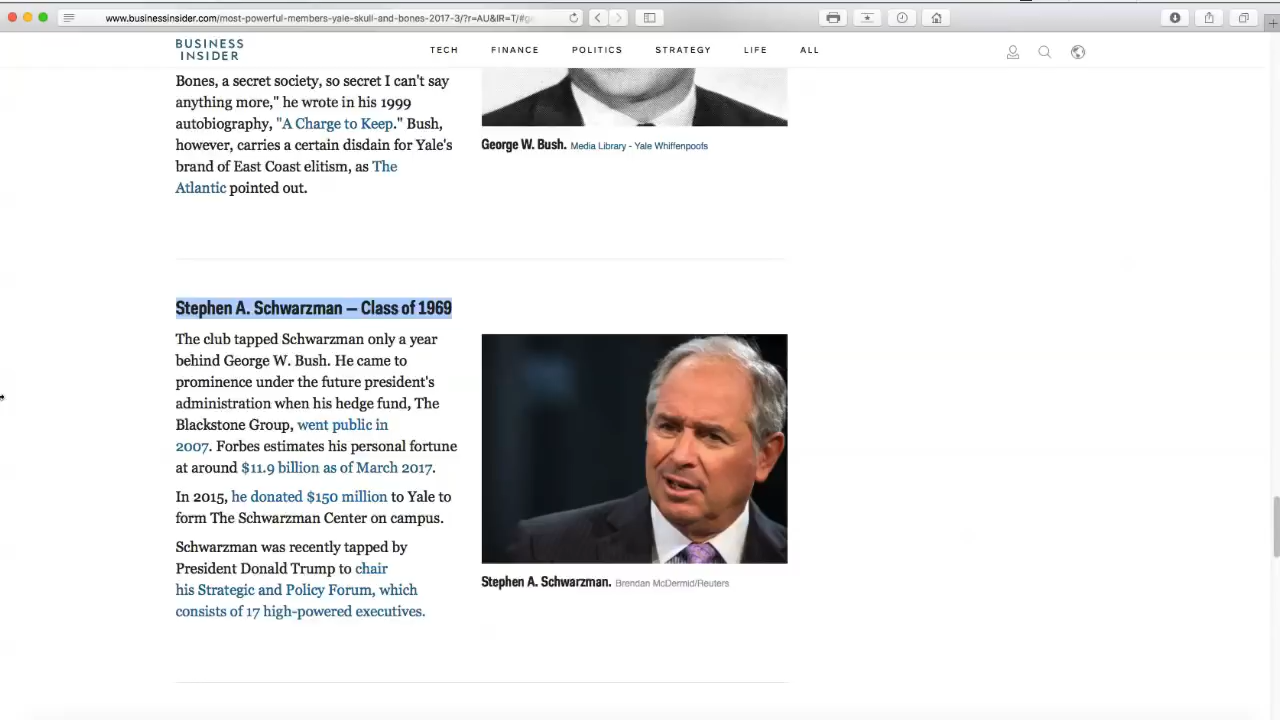 www.businessinsider.com/most-powerful-members-yale-skull-and-bones-2017-3/?r=AU&IR=T/#
BUSINESS
INSIDER
TECH FINANCE POLITICS STRATEGY LIFE ALL
Bones, a secret society, so secret I can't say
anything more," he wrote in his 1999
autobiography, "A Charge to Keep." Bush,
however, carries a certain disdain for Yale's
brand of East Coast elitism, as The
Atlantic pointed out.
George W. Bush. Media Library - Yale Whiffenpoofs
Stephen A. Schwarzman — Class of 1969
The club tapped Schwarzman only a year
behind George W. Bush. He came to
prominence under the future president's
administration when his hedge fund, The
Blackstone Group, went public in
2007. Forbes estimates his personal fortune
at around $11.9 billion as of March 2017.
In 2015, he donated $150 million to Yale to
form The Schwarzman Center on campus.
Schwarzman was recently tapped by
President Donald Trump to chair
his Strategic and Policy Forum, which
consists of 17 high-powered executives.
Stephen A. Schwarzman. Brendan McDermid/Reuters